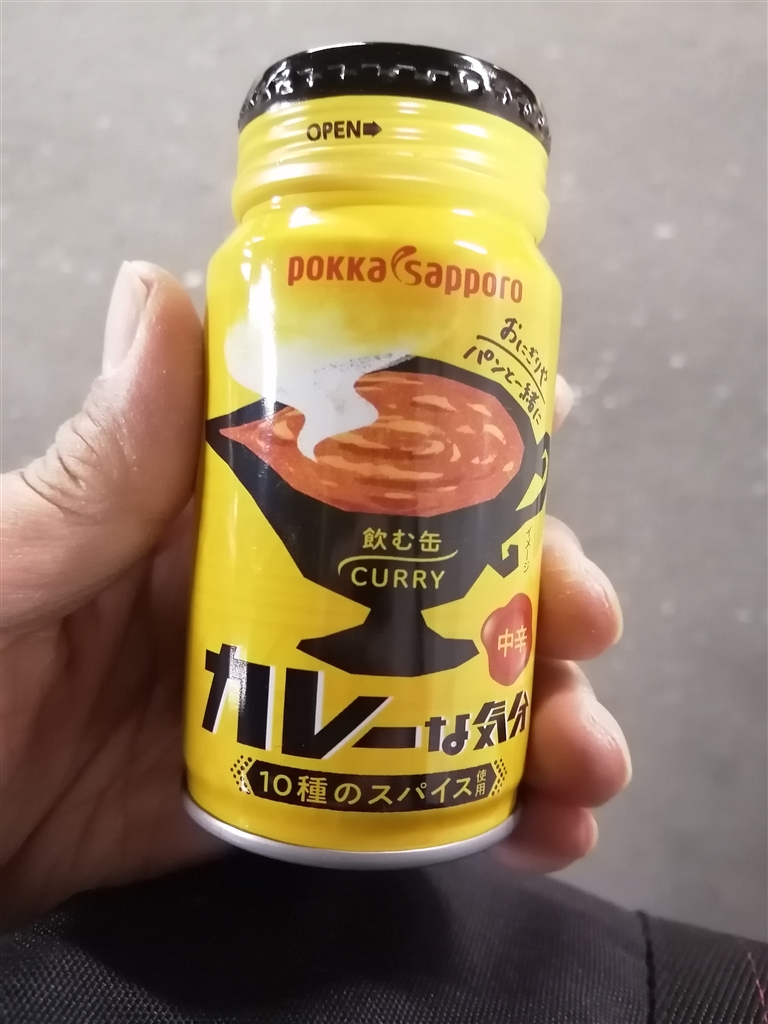 OPEN➡
POKKA Sapporo
おにぎりや
パンと一緒に
イメージ
飲む缶
CURRY
中辛
カレーな気分
10種のスパイス使用